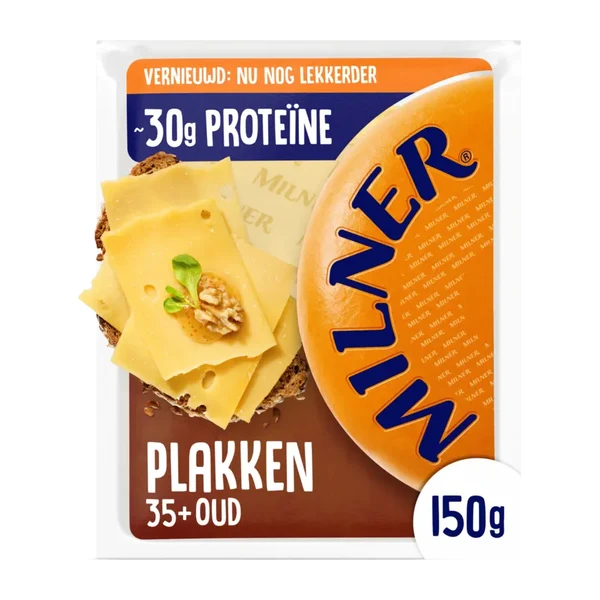 VERNIEUWD: NU NOG LEKKERDER
~30g PROTEÏNE
MILNER®
PLAKKEN
35+ OUD
150g